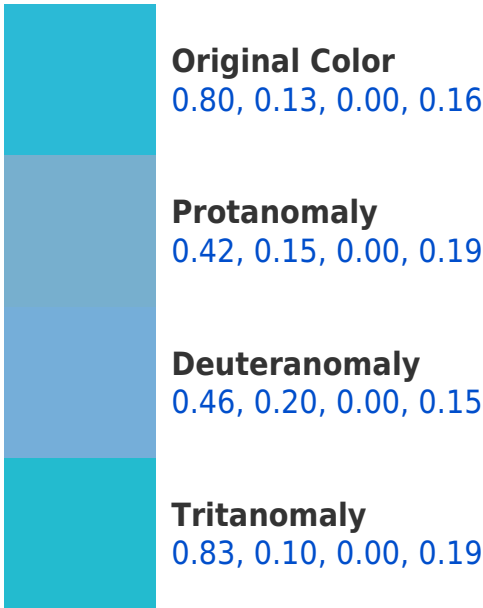 Original Color
0.80, 0.13, 0.00, 0.16
Protanomaly
0.42, 0.15, 0.00, 0.19
Deuteranomaly
0.46, 0.20, 0.00, 0.15
Tritanomaly
0.83, 0.10, 0.00, 0.19